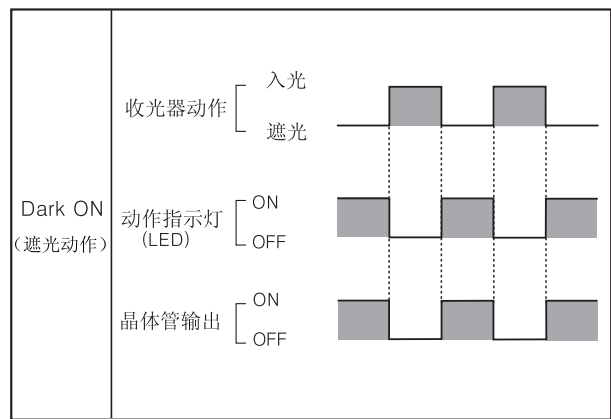 Dark ON
(遮光动作)
收光器动作
入光
遮光
动作指示灯
(LED)
ON
OFF
晶体管输出
ON
OFF